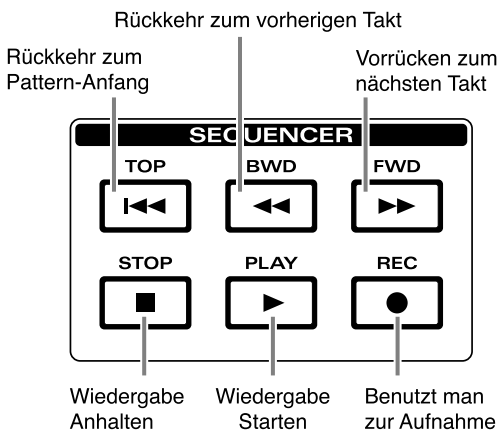 Rückkehr zum vorherigen Takt
Rückkehr zum
Pattern-Anfang
Vorrücken zum
nächsten Takt
SEQUENCER
TOP
BWD
FWD
STOP
PLAY
REC
Wiedergabe
Anhalten
Wiedergabe
Starten
Benutzt man
zur Aufnahme